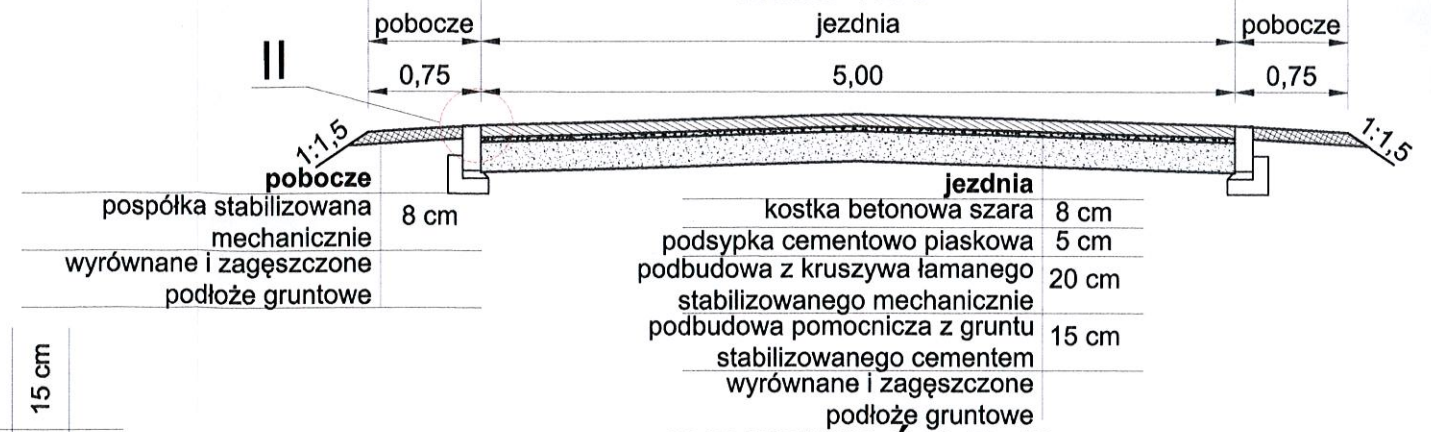 pobocze jezdnia pobocze
II 0,75 5,00 0,75
1:1,5 1:1,5
pobocze
pospółka stabilizowana
mechanicznie 8 cm
wyrównane i zagęszczone
podłoże gruntowe
jezdnia
kostka betonowa szara 8 cm
podsypka cementowo piaskowa 5 cm
podbudowa z kruszywa łamanego
stabilizowanego mechanicznie 20 cm
podbudowa pomocnicza z gruntu
stabilizowanego cementem 15 cm
wyrównane i zagęszczone
podłoże gruntowe
15 cm